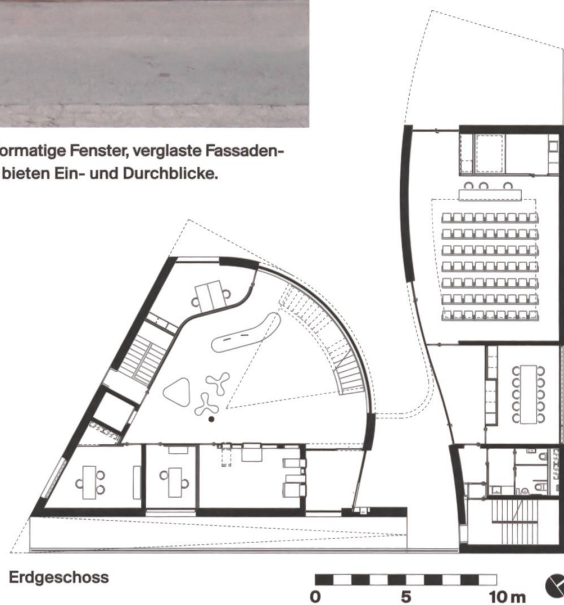 ormatige Fenster, verglaste Fassaden-
bieten Ein- und Durchblicke.
Erdgeschoss
0 5 10 m